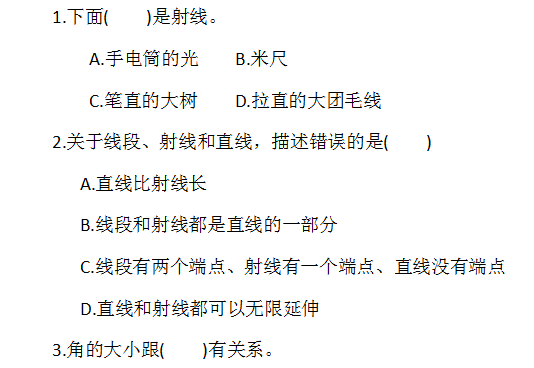 1.下面(　　)是射线。
A.手电筒的光　　B.米尺
C.笔直的大树　　D.拉直的大团毛线
2.关于线段、射线和直线，描述错误的是(　　)
A.直线比射线长
B.线段和射线都是直线的一部分
C.线段有两个端点、射线有一个端点、直线没有端点
D.直线和射线都可以无限延伸
3.角的大小跟(　　)有关系。